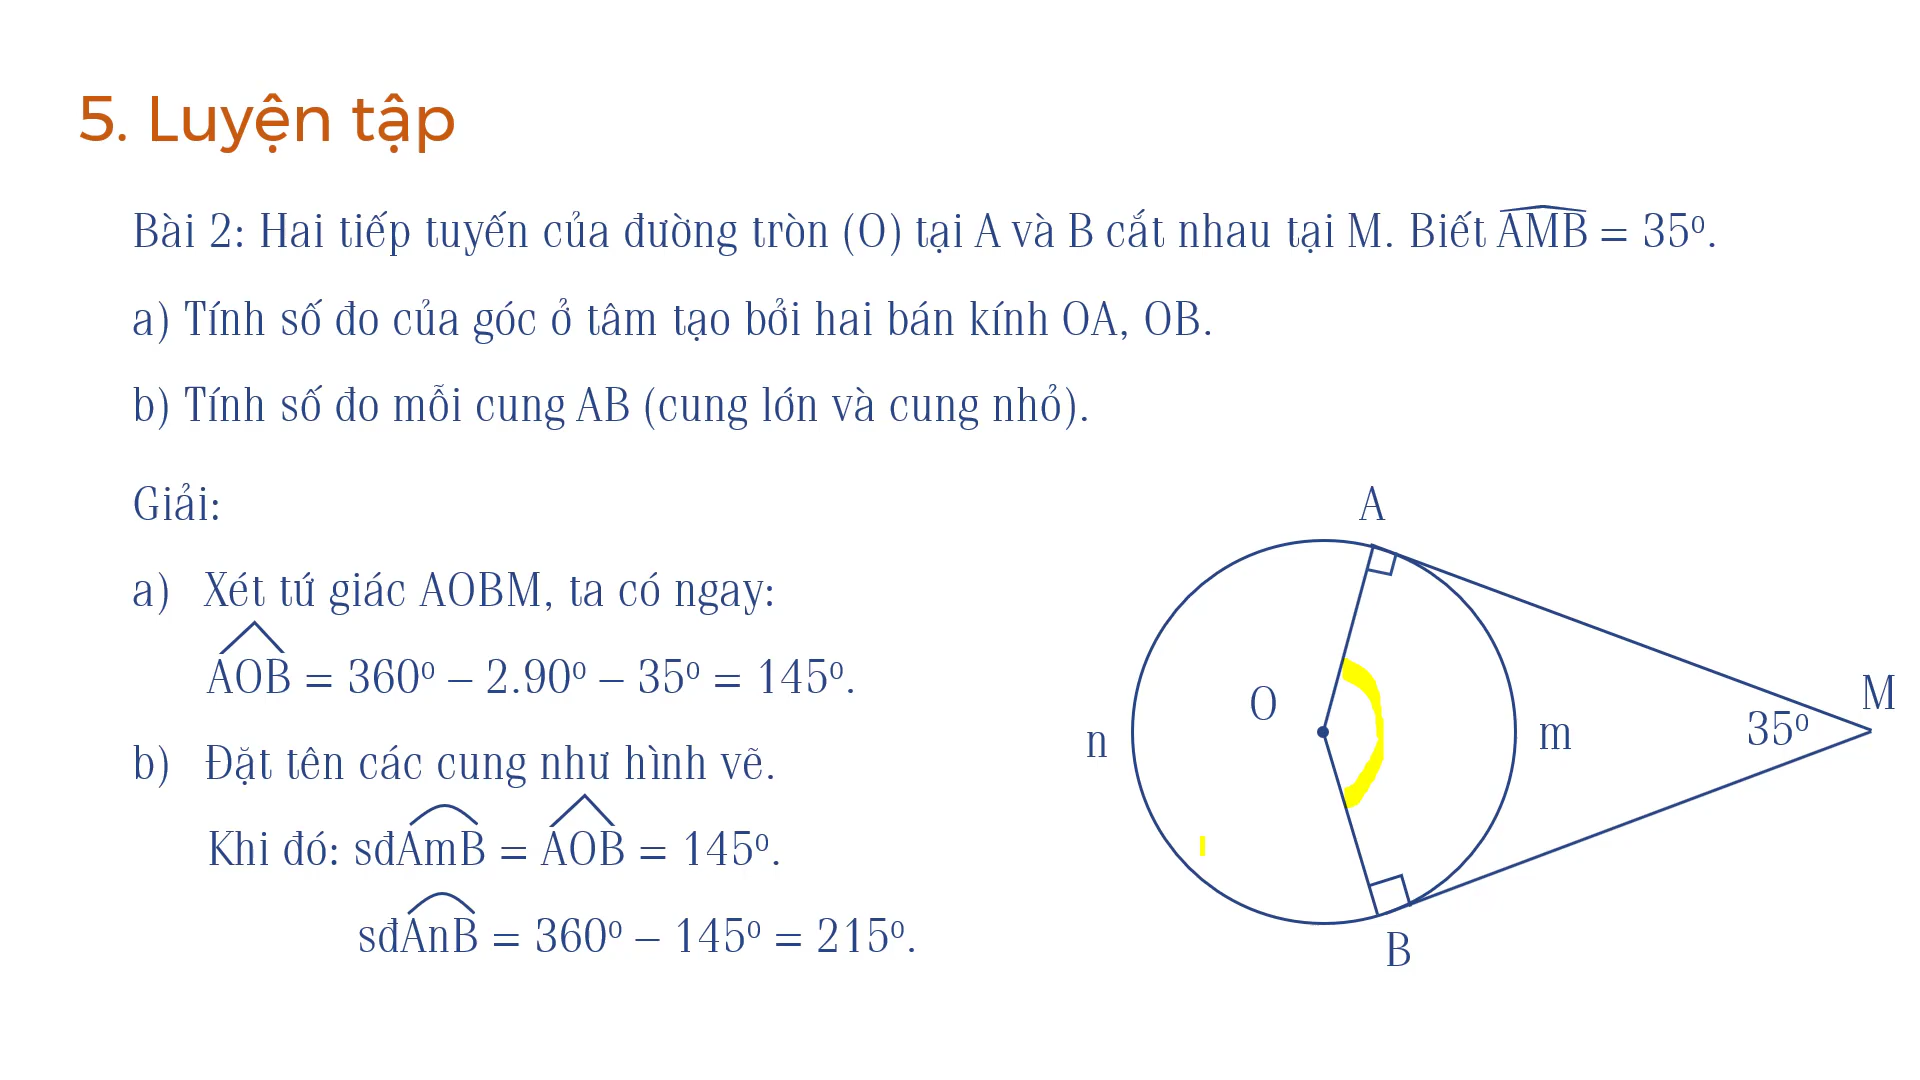 5. Luyện tập
Bài 2: Hai tiếp tuyến của đường tròn (O) tại A và B cắt nhau tại M. Biết AMB = 35⁰.
a) Tính số đo của góc ở tâm tạo bởi hai bán kính OA, OB.
b) Tính số đo mỗi cung AB (cung lớn và cung nhỏ).
Giải:
a) Xét tứ giác AOBM, ta có ngay:
AOB = 360⁰ – 2.90⁰ – 35⁰ = 145⁰.
b) Đặt tên các cung như hình vẽ.
Khi đó: sđAmB = AOB = 145⁰.
sđAnB = 360⁰ – 145⁰ = 215⁰.
A
O
n
m
35⁰
M
B